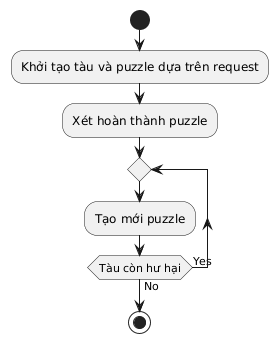 Khởi tạo tàu và puzzle dựa trên request
Xét hoàn thành puzzle
Tạo mới puzzle
Tàu còn hư hại
Yes
No